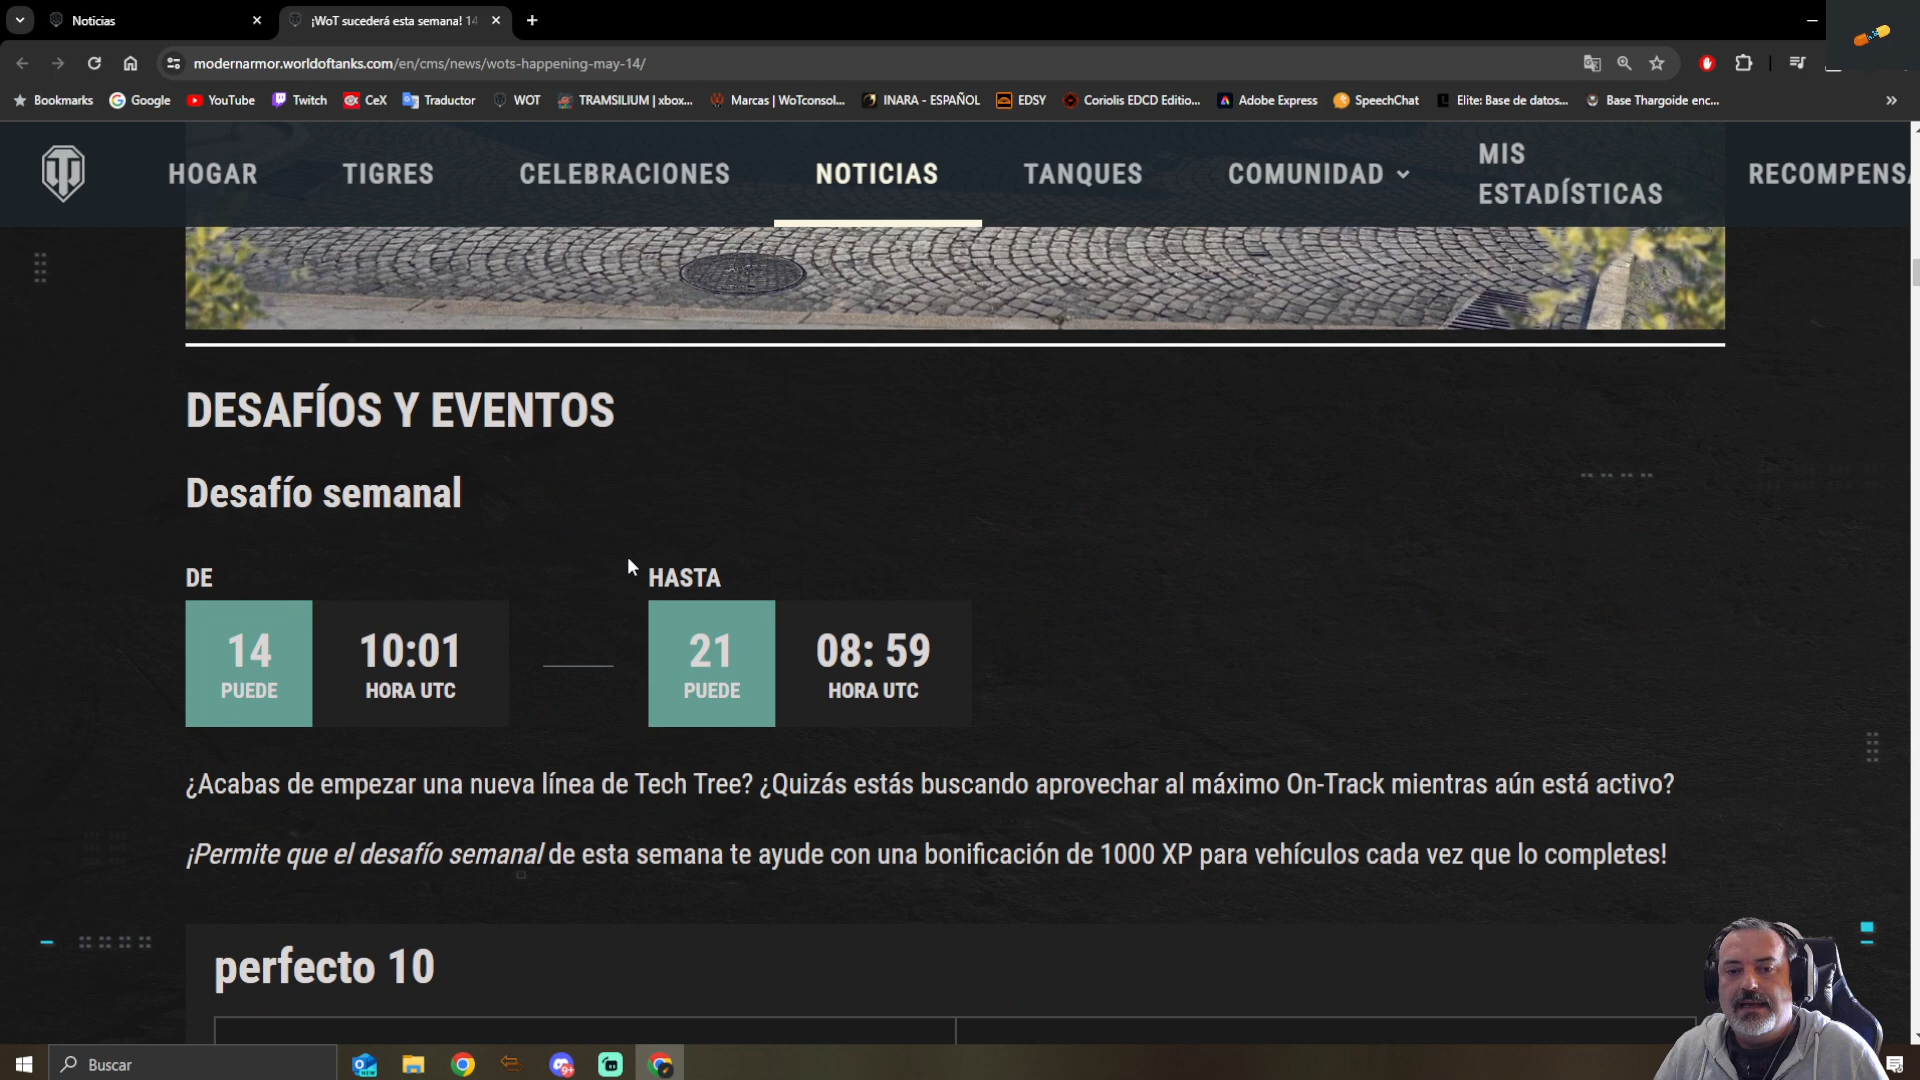 Noticias
¡WoT sucederá esta semana! 14
modernarmor.worldoftanks.com/en/cms/news/wots-happening-may-14/
Bookmarks
Google
YouTube
Twitch
CeX
Traductor
WOT
TRAMSILIUM | xbox...
Marcas | WoTconsol...
INARA - ESPAÑOL
EDSY
Coriolis EDCD Editio...
Adobe Express
SpeechChat
Elite: Base de datos...
Base Thargoide enc...
HOGAR
TIGRES
CELEBRACIONES
NOTICIAS
TANQUES
COMUNIDAD
MIS
ESTADÍSTICAS
RECOMPENSA
DESAFÍOS Y EVENTOS
Desafío semanal
DE
HASTA
14
10:01
21
08: 59
PUEDE
HORA UTC
PUEDE
HORA UTC
¿Acabas de empezar una nueva línea de Tech Tree? ¿Quizás estás buscando aprovechar al máximo On-Track mientras aún está activo?
¡Permite que el desafío semanal de esta semana te ayude con una bonificación de 1000 XP para vehículos cada vez que lo completes!
perfecto 10
Buscar